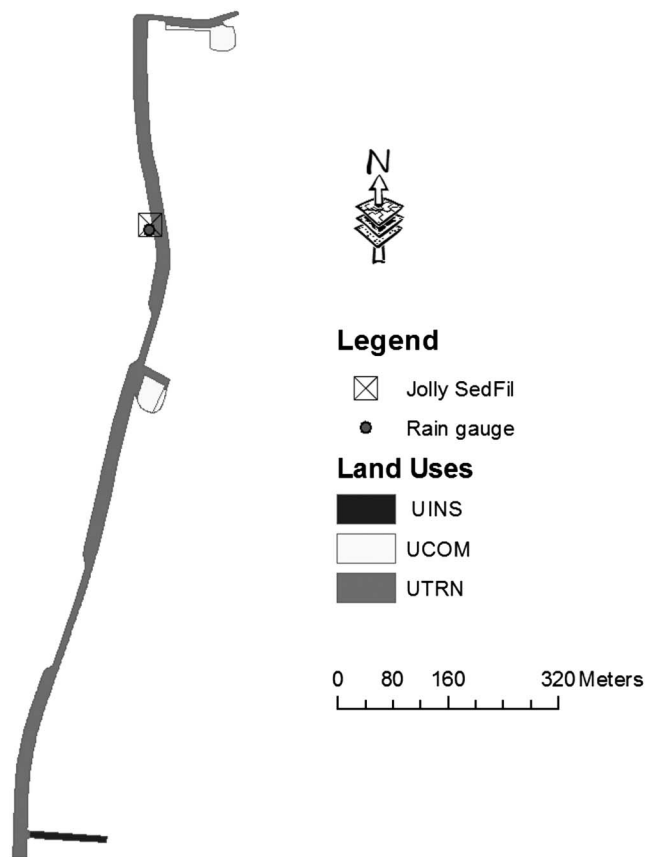 N
Legend
Jolly SedFil
Rain gauge
Land Uses
UINS
UCOM
UTRN
0 80 160 320 Meters